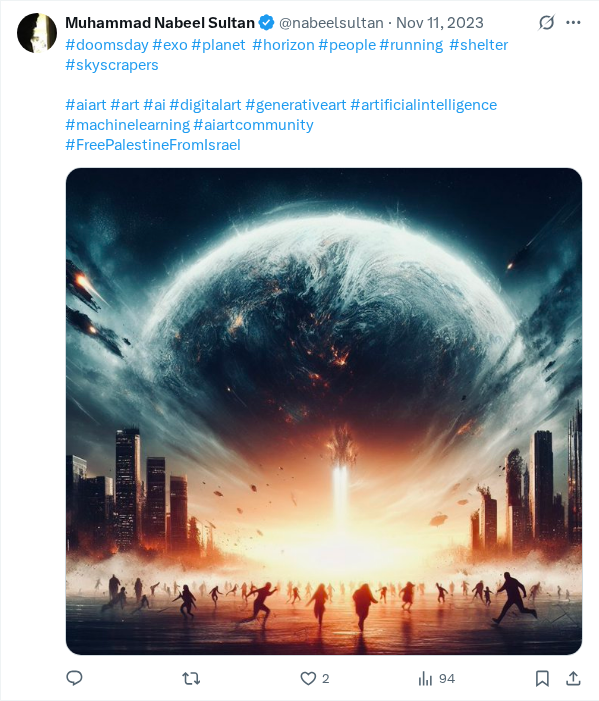 Muhammad Nabeel Sultan @nabeelsultan · Nov 11, 2023
#doomsday #exo #planet #horizon #people #running #shelter
#skyscrapers
#aiart #art #ai #digitalart #generativeart #artificialintelligence
#machinelearning #aiartcommunity
#FreePalestineFromIsrael
2 94